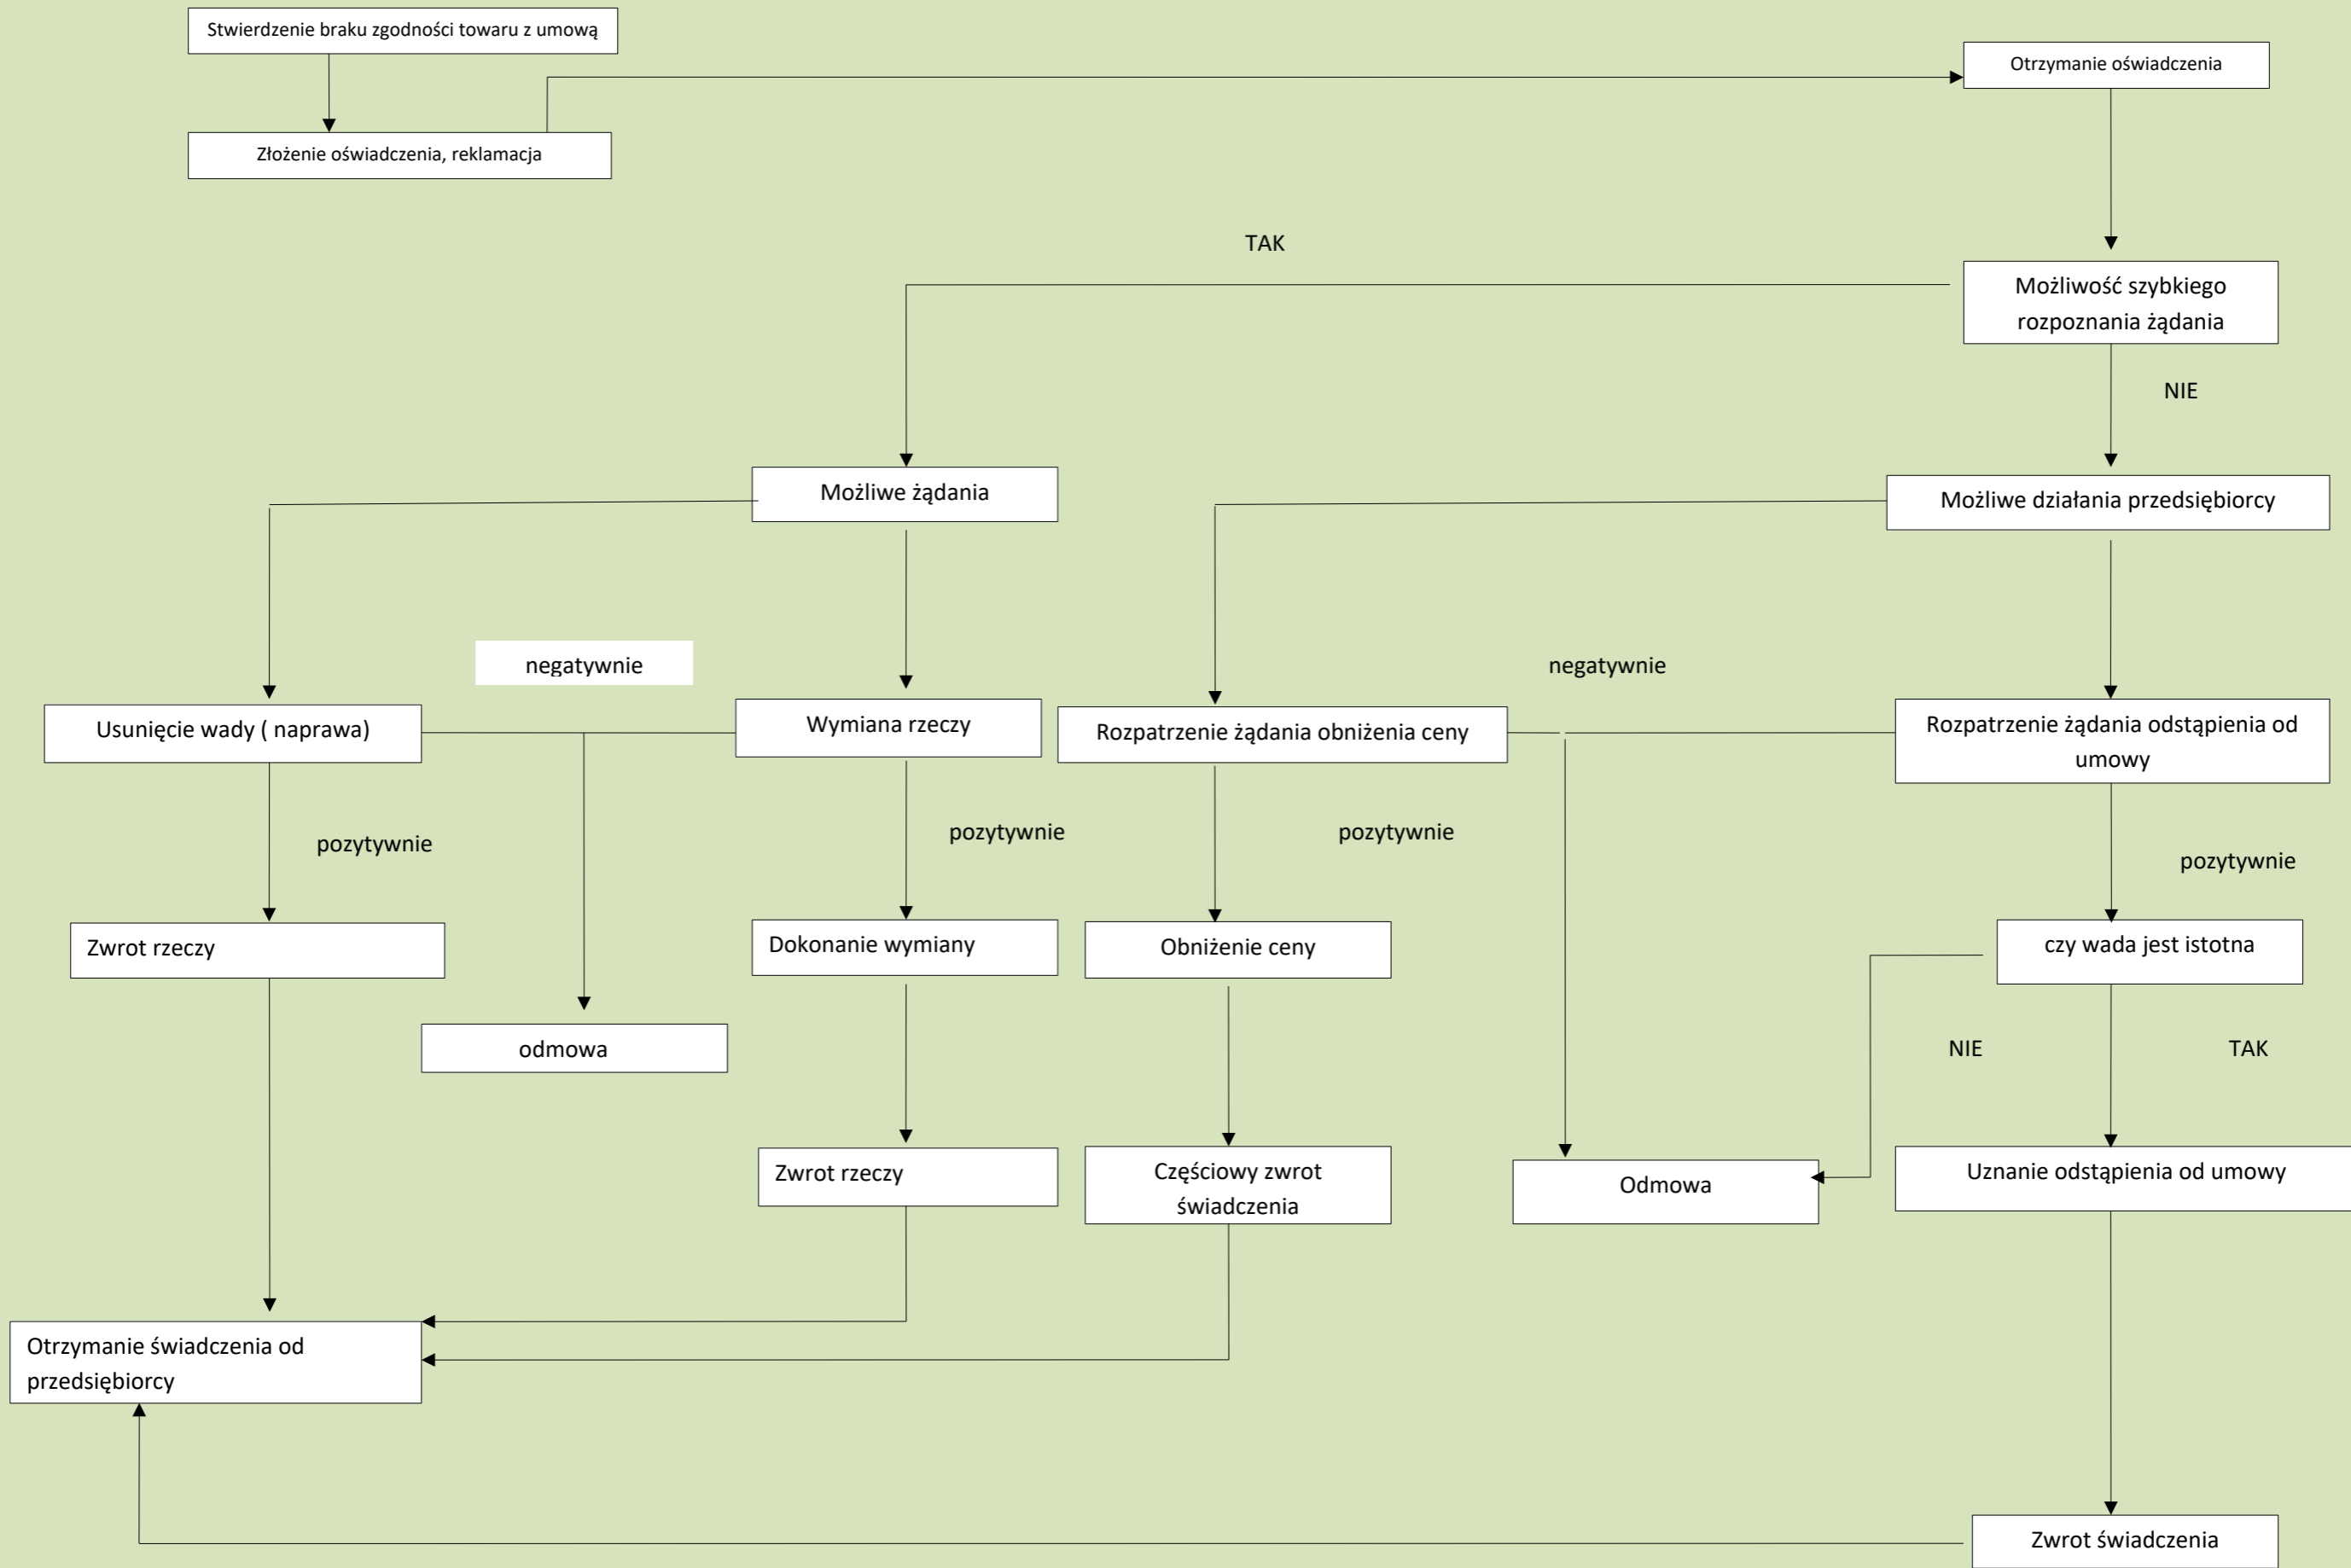 Stwierdzenie braku zgodności towaru z umową
Otrzymanie oświadczenia
Złożenie oświadczenia, reklamacja
TAK
Możliwość szybkiego
rozpoznania żądania
NIE
Możliwe żądania
Możliwe działania przedsiębiorcy
negatywnie
negatywnie
Usunięcie wady ( naprawa)
Wymiana rzeczy
Rozpatrzenie żądania obniżenia ceny
Rozpatrzenie żądania odstąpienia od
umowy
pozytywnie
pozytywnie
pozytywnie
pozytywnie
Zwrot rzeczy
Dokonanie wymiany
Obniżenie ceny
czy wada jest istotna
odmowa
NIE
TAK
Zwrot rzeczy
Częściowy zwrot
świadczenia
Odmowa
Uznanie odstąpienia od umowy
Otrzymanie świadczenia od
przedsiębiorcy
Zwrot świadczenia